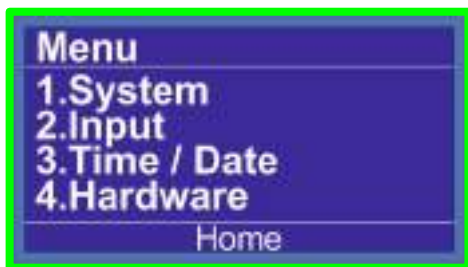 Menu
1.System
2.Input
3.Time / Date
4.Hardware
Home